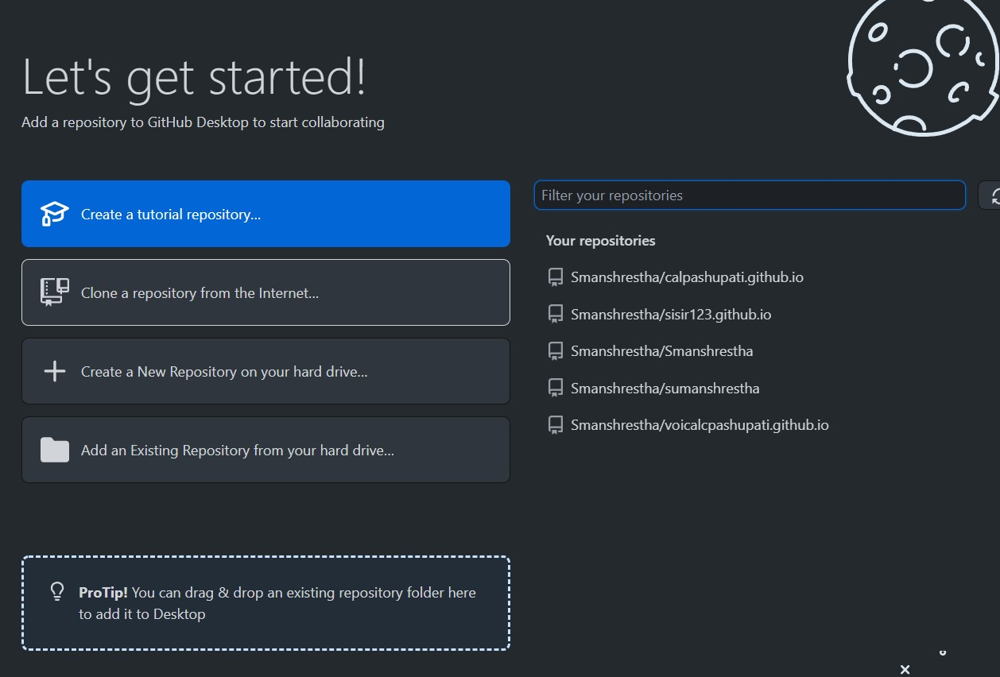 Let's get started!
Add a repository to GitHub Desktop to start collaborating
Create a tutorial repository...
Clone a repository from the Internet...
Create a New Repository on your hard drive...
Add an Existing Repository from your hard drive...
ProTip! You can drag & drop an existing repository folder here
to add it to Desktop
Filter your repositories
Your repositories
Smanshrestha/calpashupati.github.io
Smanshrestha/sisir123.github.io
Smanshrestha/Smanshrestha
Smanshrestha/sumanshrestha
Smanshrestha/voicalcpashupati.github.io